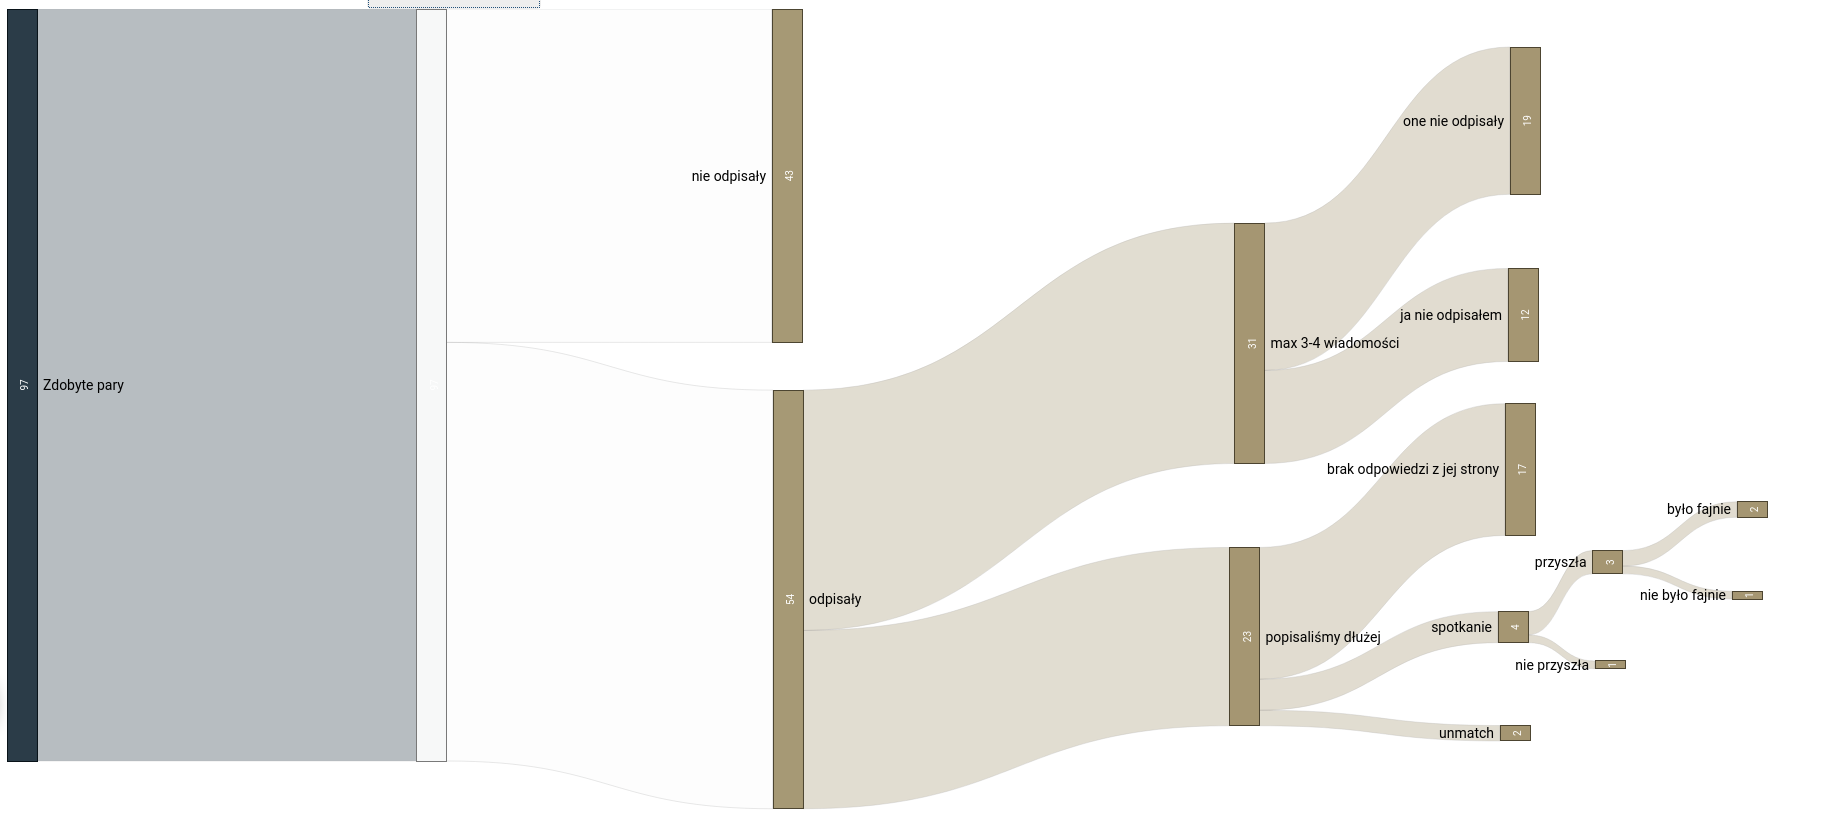 97
Zdobyte pary
nie odpisały
43
54
odpisały
31
max 3-4 wiadomości
one nie odpisały
19
ja nie odpisałem
12
23
popisaliśmy dłużej
brak odpowiedzi z jej strony
17
spotkanie
4
unmatch
2
przyszła
3
nie przyszła
1
było fajnie
2
nie było fajnie
1